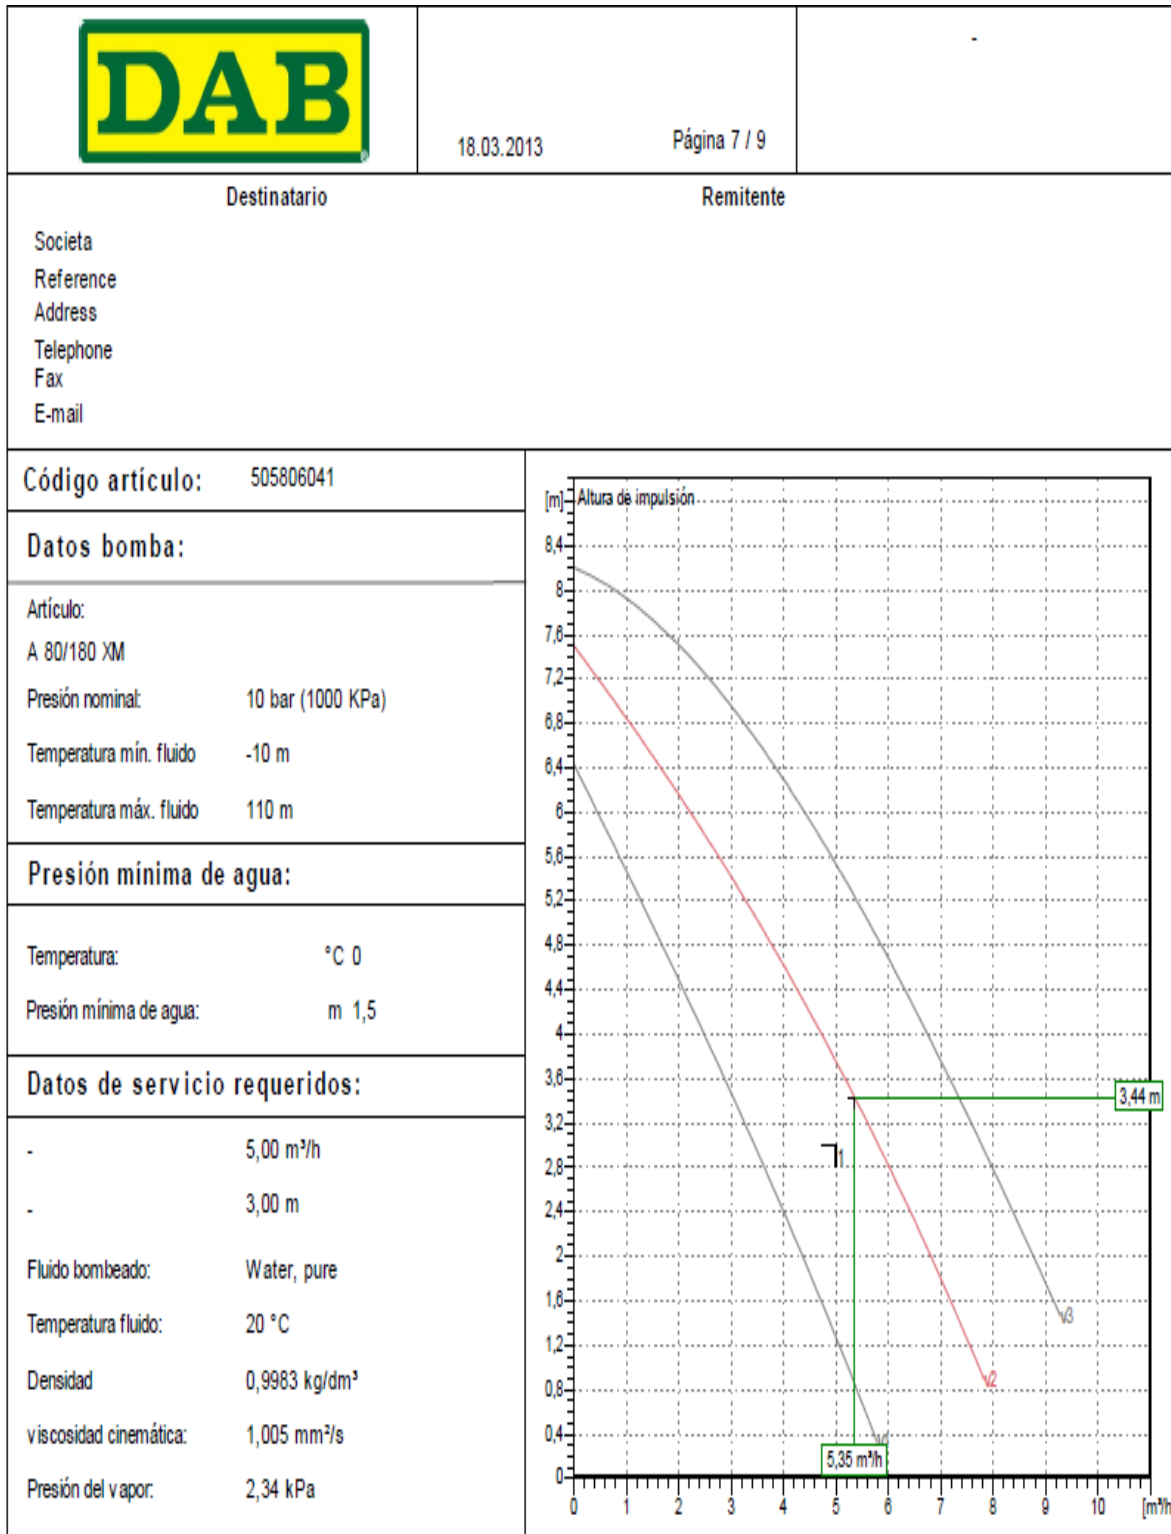 DAB
®
18.03.2013 Página 7 / 9
-
Destinatario Remitente
Societa
Reference
Address
Telephone
Fax
E-mail
Código artículo: 505806041
Datos bomba:
Artículo:
A 80/180 XM
Presión nominal: 10 bar (1000 KPa)
Temperatura mín. fluido -10 m
Temperatura máx. fluido 110 m
Presión mínima de agua:
Temperatura: °C 0
Presión mínima de agua: m 1,5
Datos de servicio requeridos:
- 5,00 m³/h
- 3,00 m
Fluido bombeado: Water, pure
Temperatura fluido: 20 °C
Densidad 0,9983 kg/dm³
viscosidad cinemática: 1,005 mm²/s
Presión del vapor: 2,34 kPa
[m] Altura de impulsión
8,4
8
7,6
7,2
6,8
6,4
6
5,6
5,2
4,8
4,4
4
3,6
3,44 m
3,2
1
2,8
2,4
2
1,6
v3
1,2
v2
0,8
0,4
5,35 m³/h
0
0 1 2 3 4 5 6 7 8 9 10 [m³/h